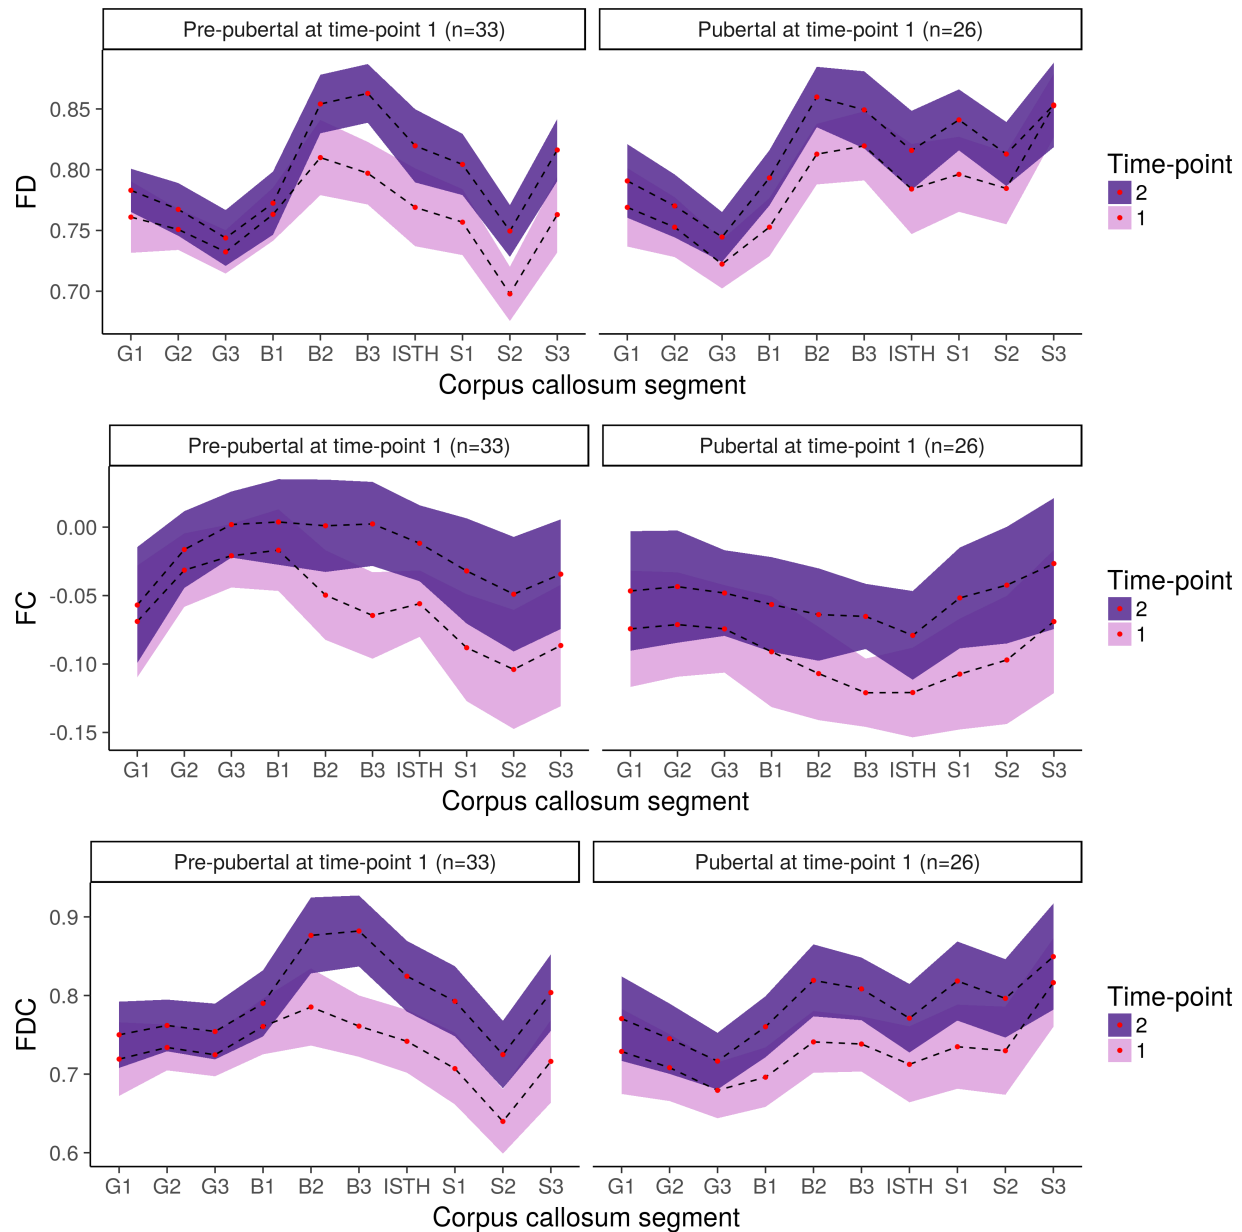 Pre-pubertal at time-point 1 (n=33) Pubertal at time-point 1 (n=26)
FD
0.85
0.80
0.75
0.70
G1 G2 G3 B1 B2 B3 ISTH S1 S2 S3 G1 G2 G3 B1 B2 B3 ISTH S1 S2 S3
Corpus callosum segment
Time-point
2
1
Pre-pubertal at time-point 1 (n=33) Pubertal at time-point 1 (n=26)
FC
0.00
-0.05
-0.10
-0.15
G1 G2 G3 B1 B2 B3 ISTH S1 S2 S3 G1 G2 G3 B1 B2 B3 ISTH S1 S2 S3
Corpus callosum segment
Time-point
2
1
Pre-pubertal at time-point 1 (n=33) Pubertal at time-point 1 (n=26)
FDC
0.9
0.8
0.7
0.6
G1 G2 G3 B1 B2 B3 ISTH S1 S2 S3 G1 G2 G3 B1 B2 B3 ISTH S1 S2 S3
Corpus callosum segment
Time-point
2
1